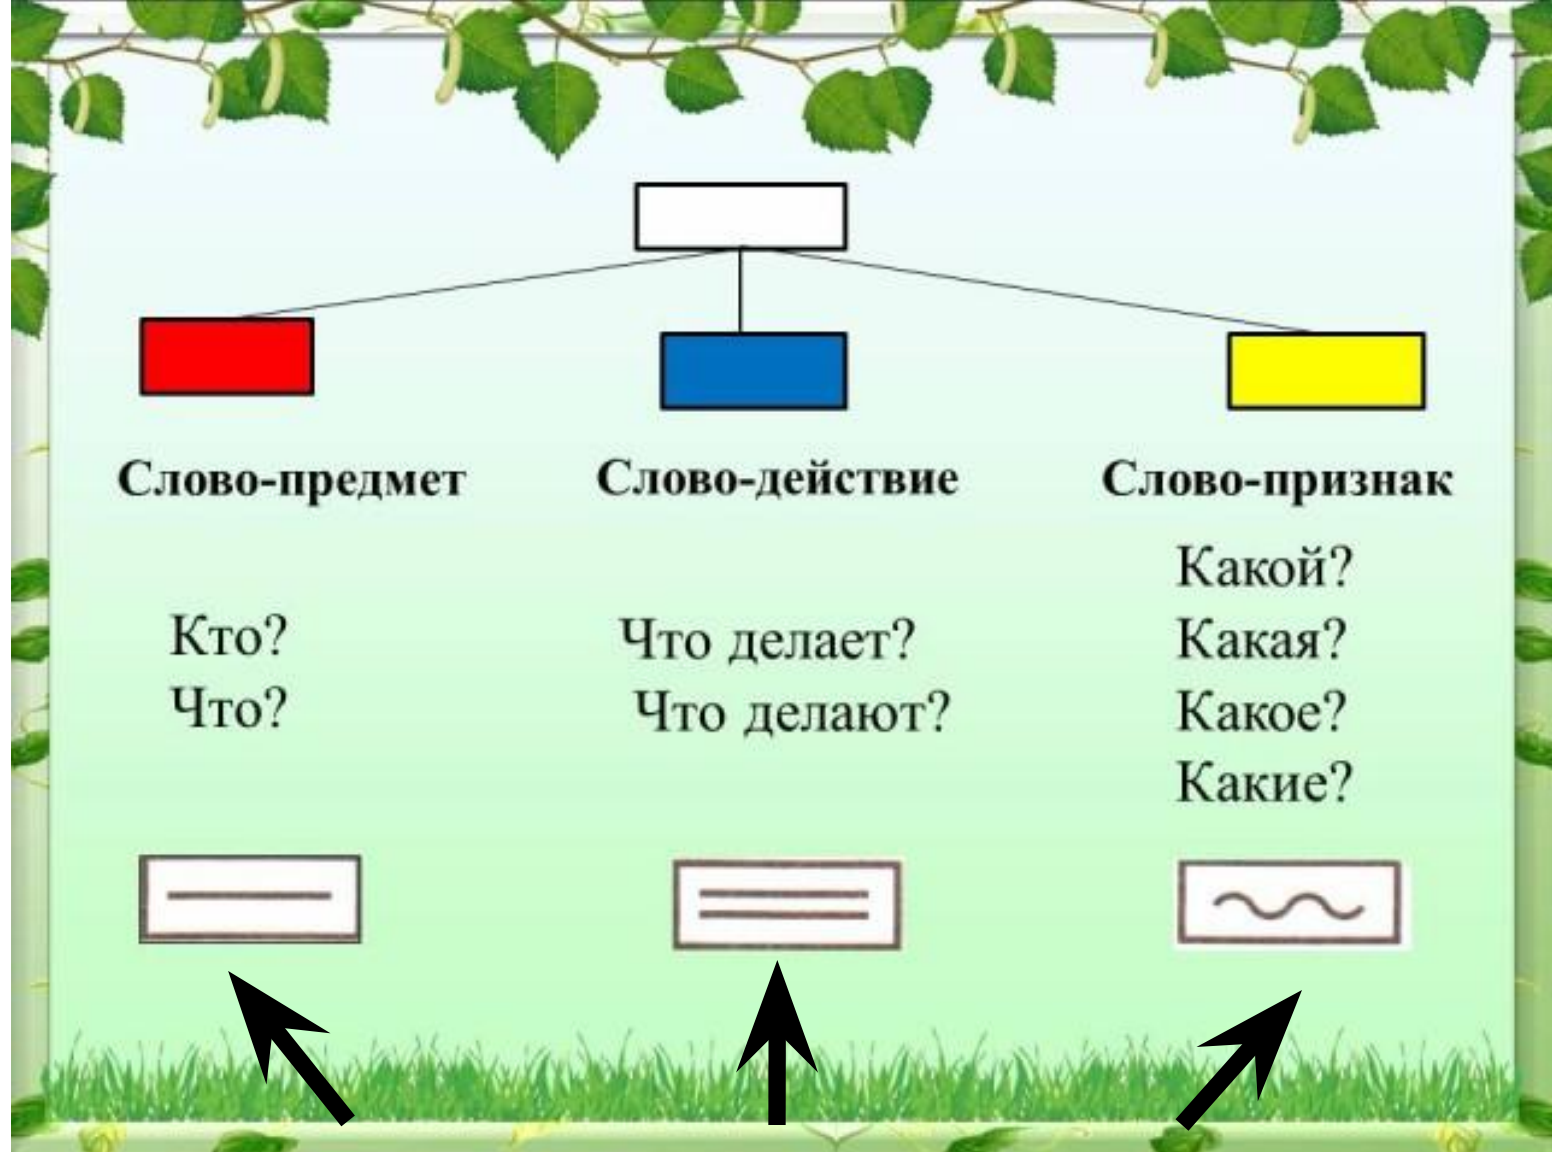 Слово-предмет
Кто?
Что?
Слово-действие
Что делает?
Что делают?
Слово-признак
Какой?
Какая?
Какое?
Какие?